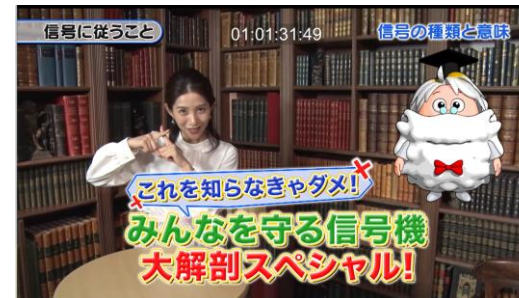 信号に従うこと
01:01:31:49
信号の種類と意味
これを知らなきゃダメ!
みんなを守る信号機
大解剖スペシャル!